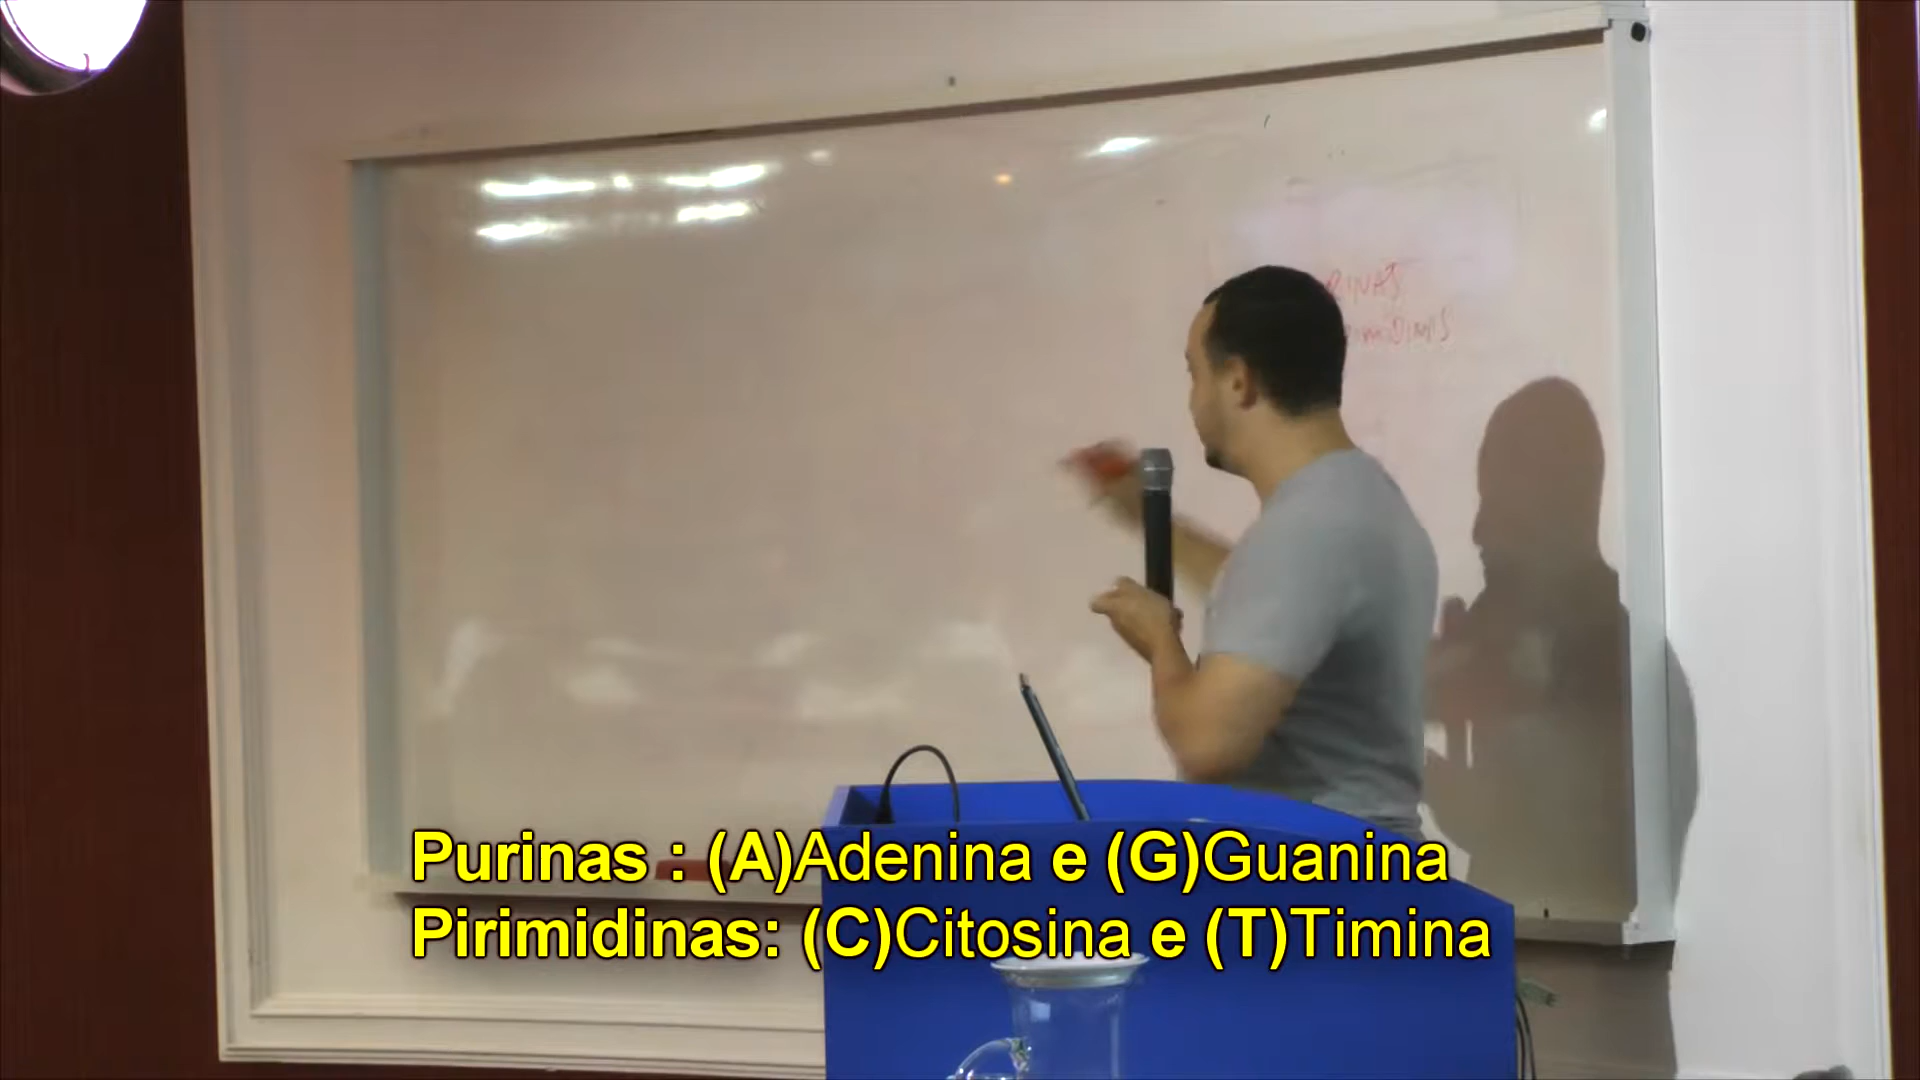 Purinas : (A)Adenina e (G)Guanina
Pirimidinas: (C)Citosina e (T)Timina